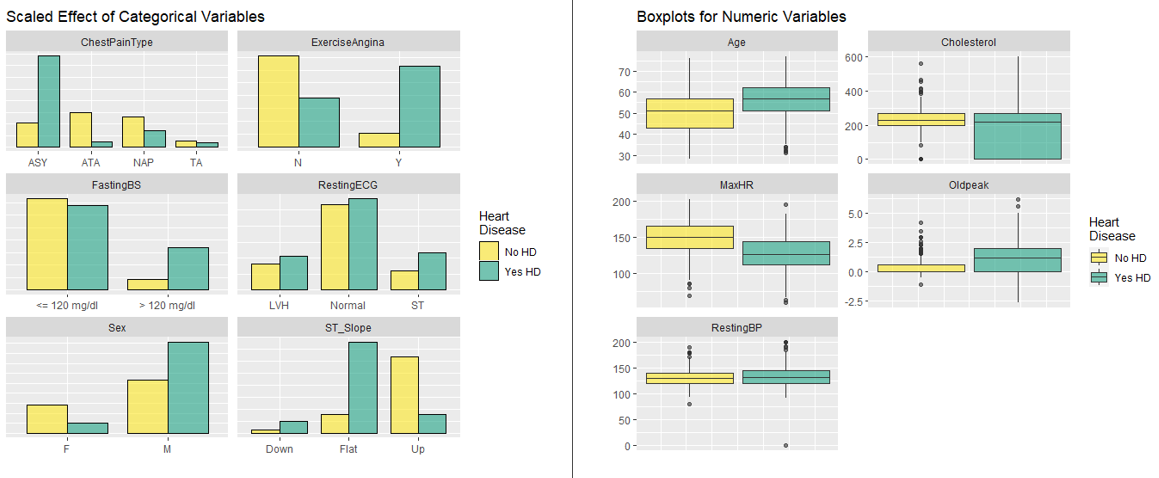 Scaled Effect of Categorical Variables
ChestPainType
ExerciseAngina
ASY ATA NAP TA
N Y
FastingBS
RestingECG
<= 120 mg/dl > 120 mg/dl
LVH Normal ST
Sex
ST_Slope
F M
Down Flat Up
Heart
Disease
No HD
Yes HD
Boxplots for Numeric Variables
Age
70
60
50
40
30
Cholesterol
600
400
200
0
MaxHR
200
150
100
Oldpeak
5.0
2.5
0.0
-2.5
RestingBP
200
150
100
50
0
Heart
Disease
No HD
Yes HD